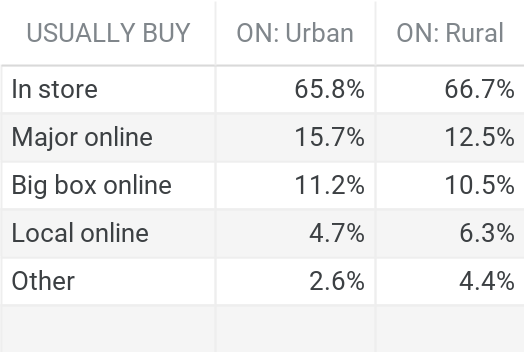 USUALLY BUY ON: Urban ON: Rural
In store 65.8% 66.7%
Major online 15.7% 12.5%
Big box online 11.2% 10.5%
Local online 4.7% 6.3%
Other 2.6% 4.4%